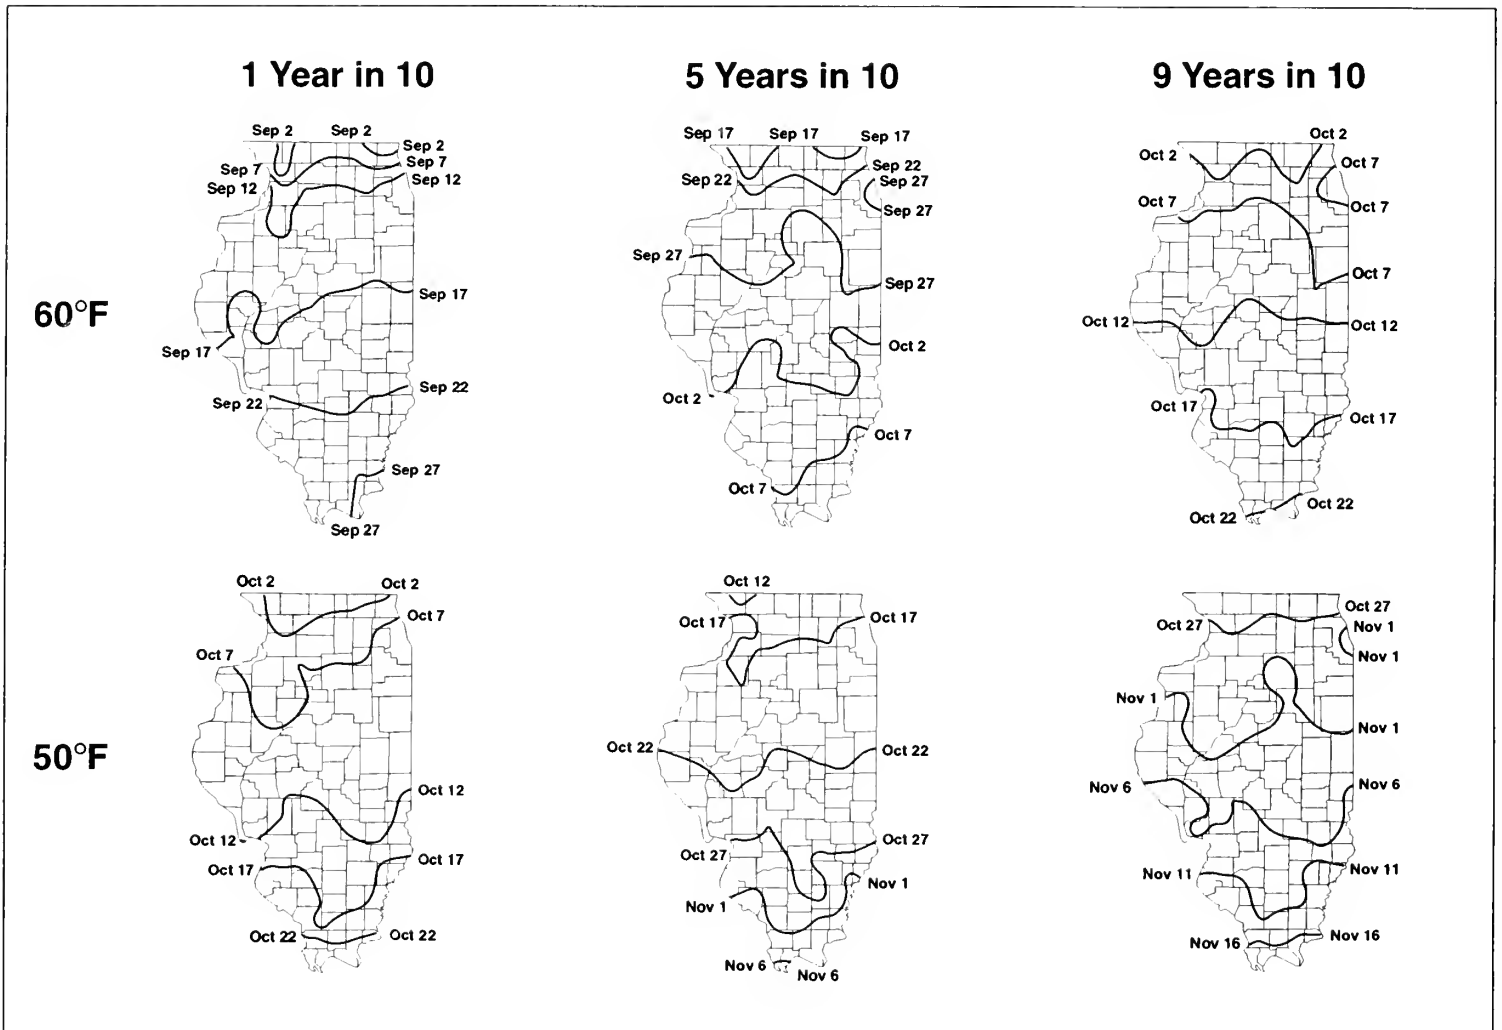 1 Year in 10
5 Years in 10
9 Years in 10
60°F
Sep 2
Sep 2
Sep 2
Sep 7
Sep 7
Sep 12
Sep 12
Sep 17
Sep 17
Sep 22
Sep 22
Sep 27
Sep 27
Sep 17
Sep 17
Sep 17
Sep 22
Sep 22
Sep 27
Sep 27
Sep 27
Sep 27
Oct 2
Oct 2
Oct 7
Oct 7
Oct 2
Oct 2
Oct 7
Oct 7
Oct 7
Oct 7
Oct 12
Oct 12
Oct 17
Oct 17
Oct 22
Oct 22
50°F
Oct 2
Oct 2
Oct 7
Oct 7
Oct 12
Oct 12
Oct 17
Oct 17
Oct 22
Oct 22
Oct 12
Oct 17
Oct 17
Oct 22
Oct 22
Oct 27
Oct 27
Nov 1
Nov 1
Nov 6
Nov 6
Oct 27
Oct 27
Nov 1
Nov 1
Nov 1
Nov 1
Nov 6
Nov 6
Nov 11
Nov 11
Nov 16
Nov 16